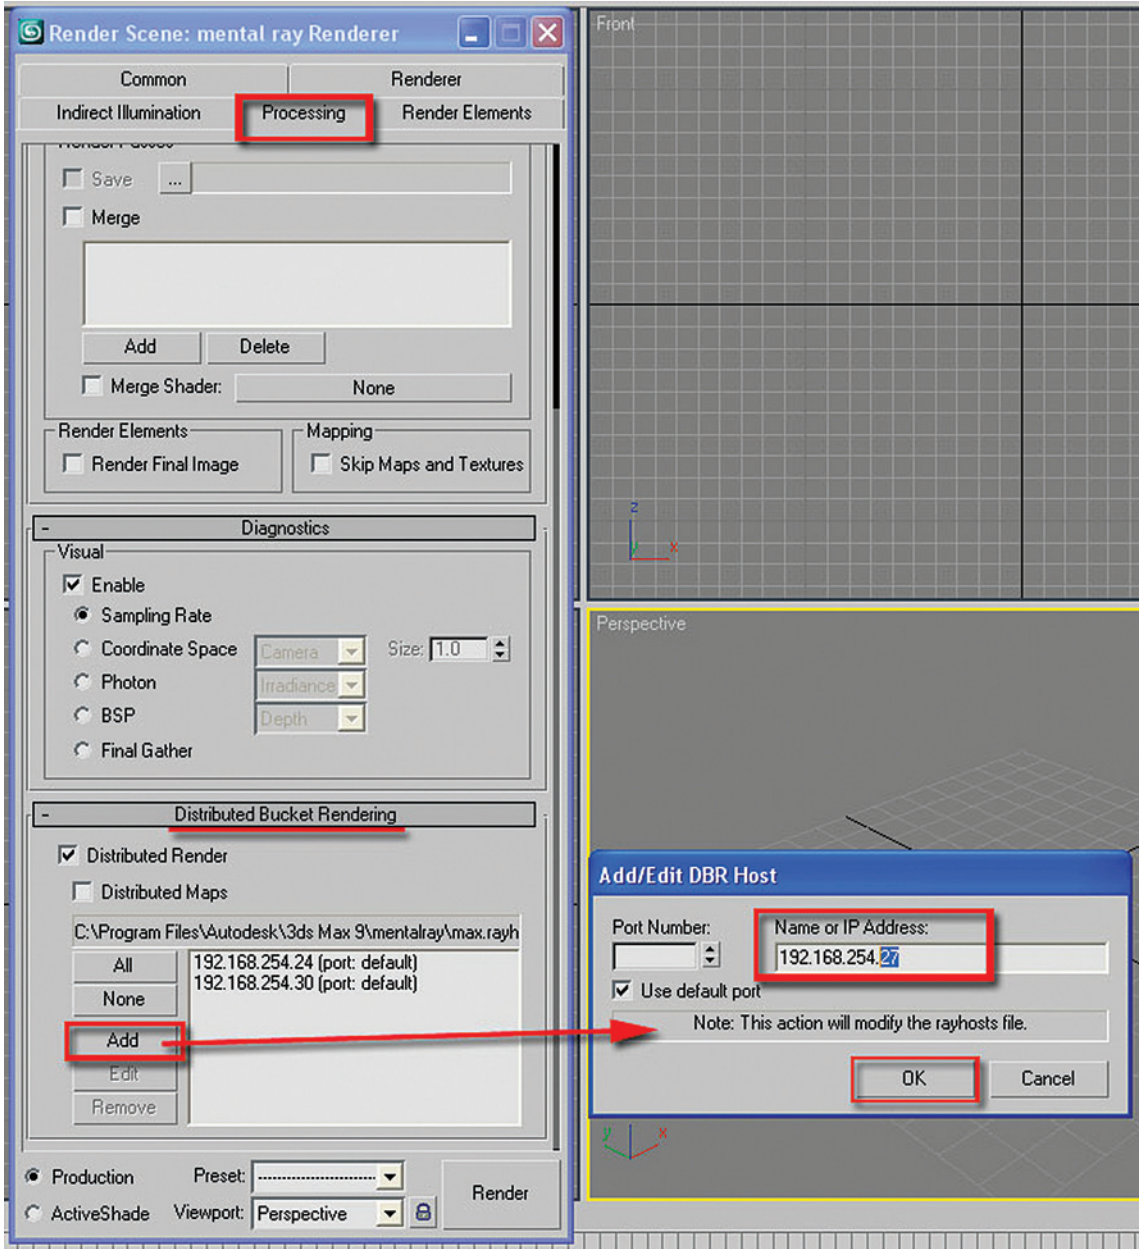 Render Scene: mental ray Renderer
Common
Renderer
Indirect Illumination
Processing
Render Elements
Save
...
Merge
Add
Delete
Merge Shader:
None
Render Elements
Mapping
Render Final Image
Skip Maps and Textures
- Diagnostics
Visual
Enable
Sampling Rate
Coordinate Space
Camera
Size: 1.0
Photon
Irradiance
BSP
Depth
Final Gather
- Distributed Bucket Rendering
Distributed Render
Distributed Maps
C:\Program Files\Autodesk\3ds Max 9\mentalray\max.rayh
All
192.168.254.24 (port: default)
192.168.254.30 (port: default)
None
Add
Edit
Remove
Production
Preset: --------------------
Render
ActiveShade
Viewport: Perspective
Front
z
y
x
Perspective
Add/Edit DBR Host
Port Number:
Name or IP Address:
192.168.254.27
Use default port
Note: This action will modify the rayhosts file.
OK
Cancel
y
x